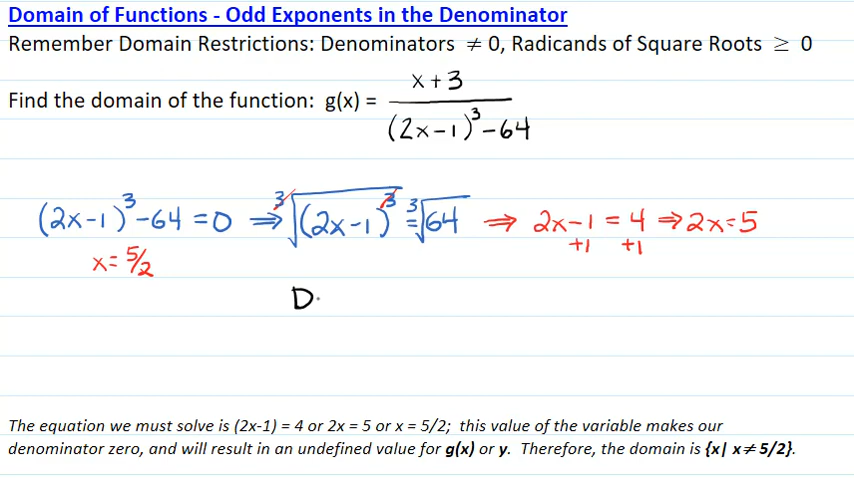 Domain of Functions - Odd Exponents in the Denominator
Remember Domain Restrictions: Denominators ≠ 0, Radicands of Square Roots ≥ 0
Find the domain of the function: g(x) = (x+3)/((2x-1)³-64)
(2x-1)³-64=0 ⇒ ∛(2x-1)³ = ∛64 ⇒ 2x-1=4 ⇒ 2x=5
+1 +1
x=5/2
D:
The equation we must solve is (2x-1) = 4 or 2x = 5 or x = 5/2; this value of the variable makes our
denominator zero, and will result in an undefined value for g(x) or y. Therefore, the domain is {x| x≠5/2}.